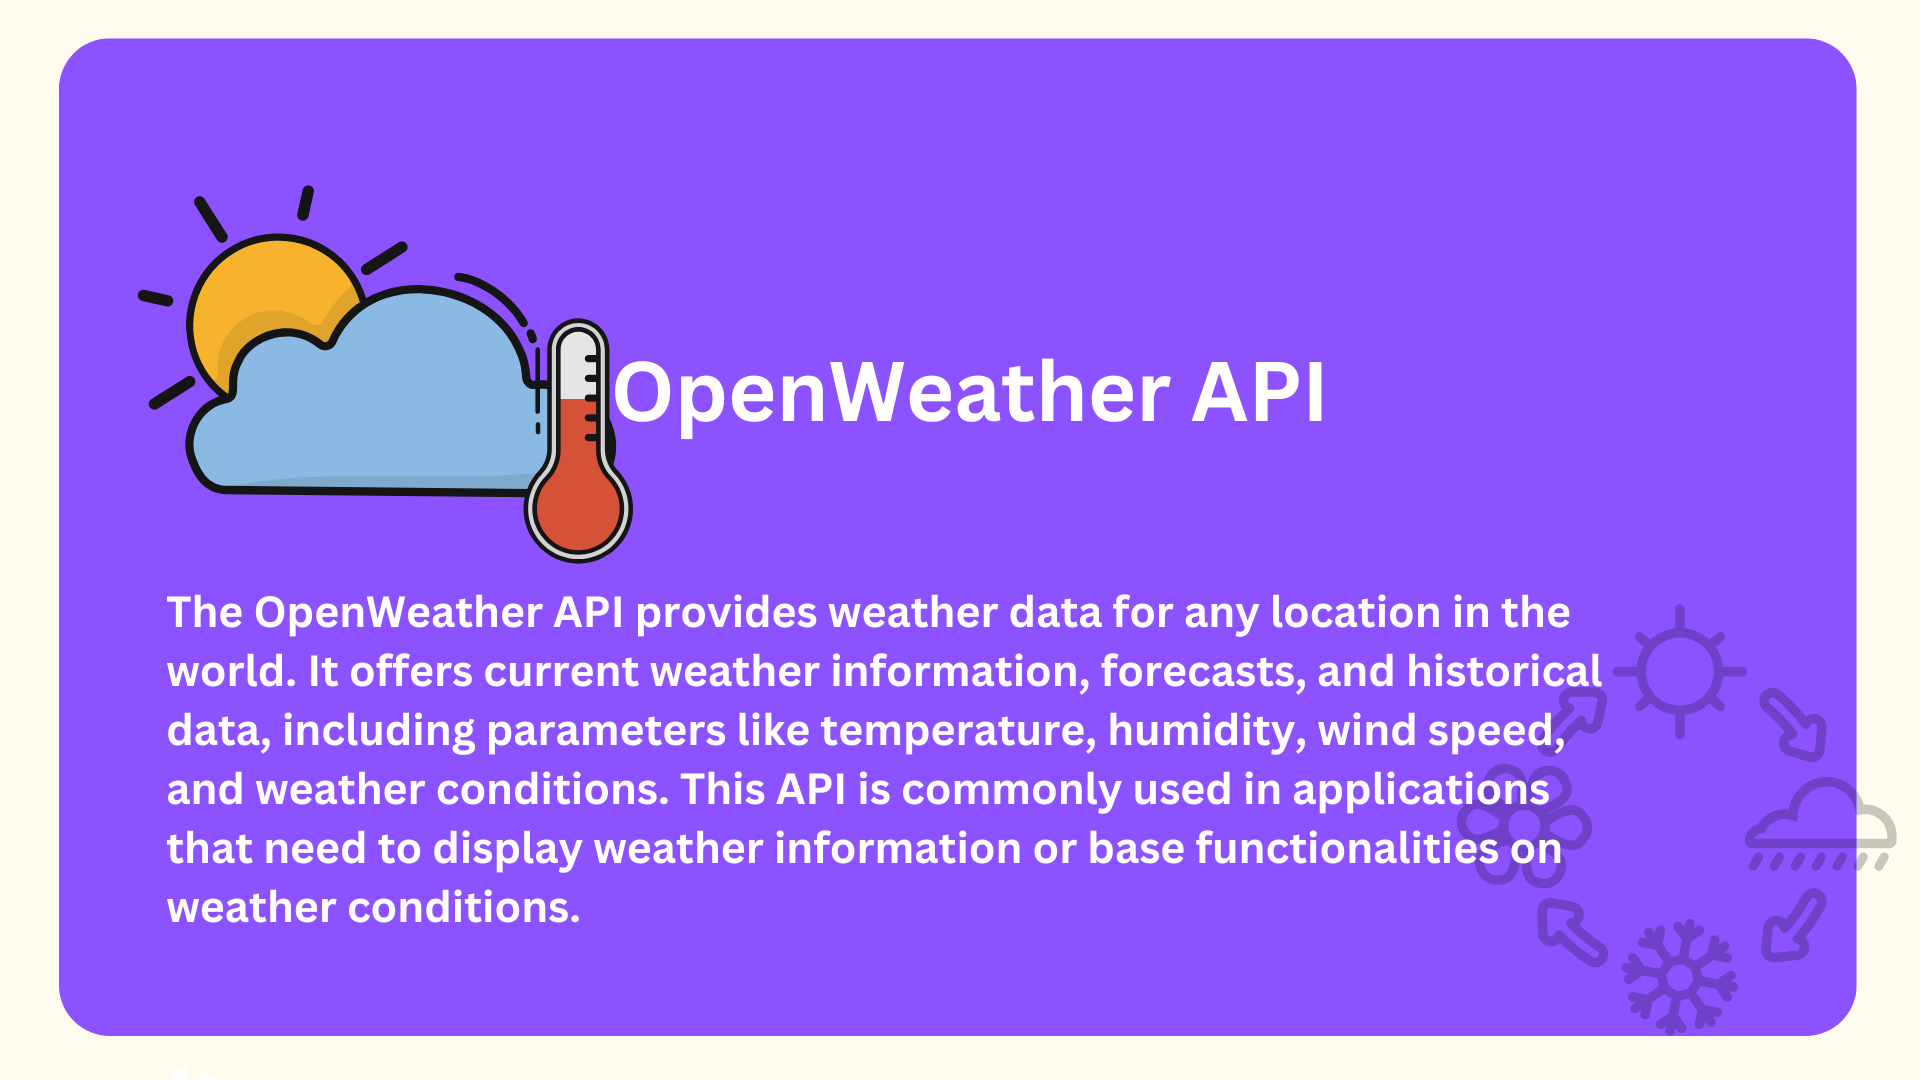 OpenWeather API
The OpenWeather API provides weather data for any location in the
world. It offers current weather information, forecasts, and historical
data, including parameters like temperature, humidity, wind speed,
and weather conditions. This API is commonly used in applications
that need to display weather information or base functionalities on
weather conditions.